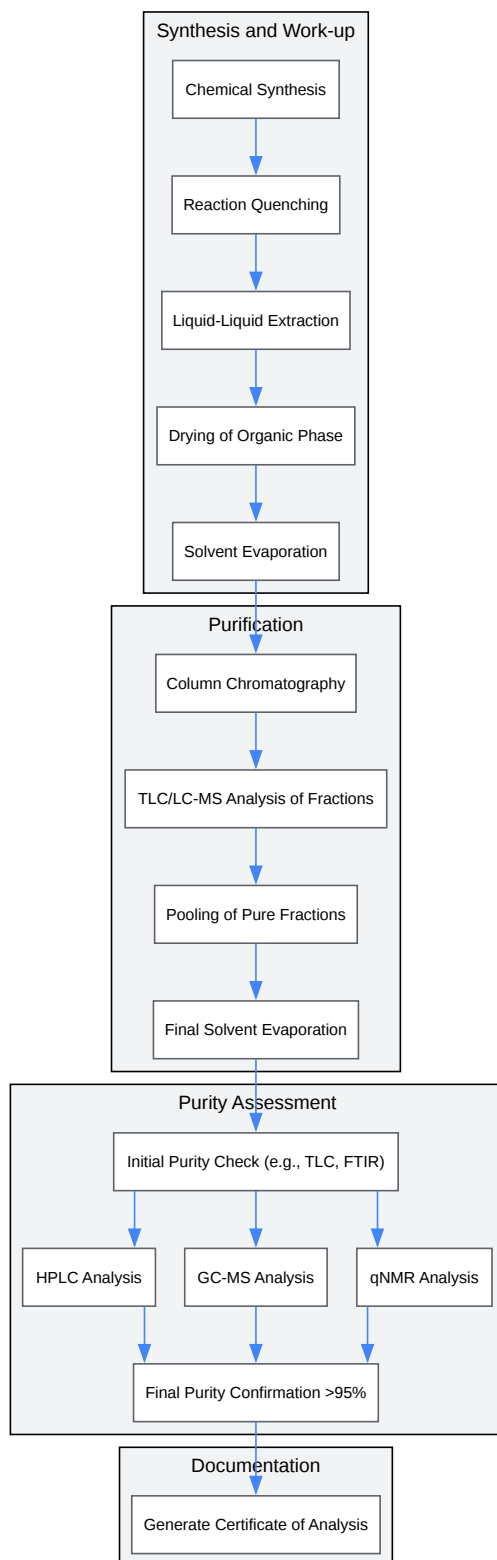 Synthesis and Work-up
Chemical Synthesis
Reaction Quenching
Liquid-Liquid Extraction
Drying of Organic Phase
Solvent Evaporation
Purification
Column Chromatography
TLC/LC-MS Analysis of Fractions
Pooling of Pure Fractions
Final Solvent Evaporation
Purity Assessment
Initial Purity Check (e.g., TLC, FTIR)
HPLC Analysis
GC-MS Analysis
qNMR Analysis
Final Purity Confirmation >95%
Documentation
Generate Certificate of Analysis